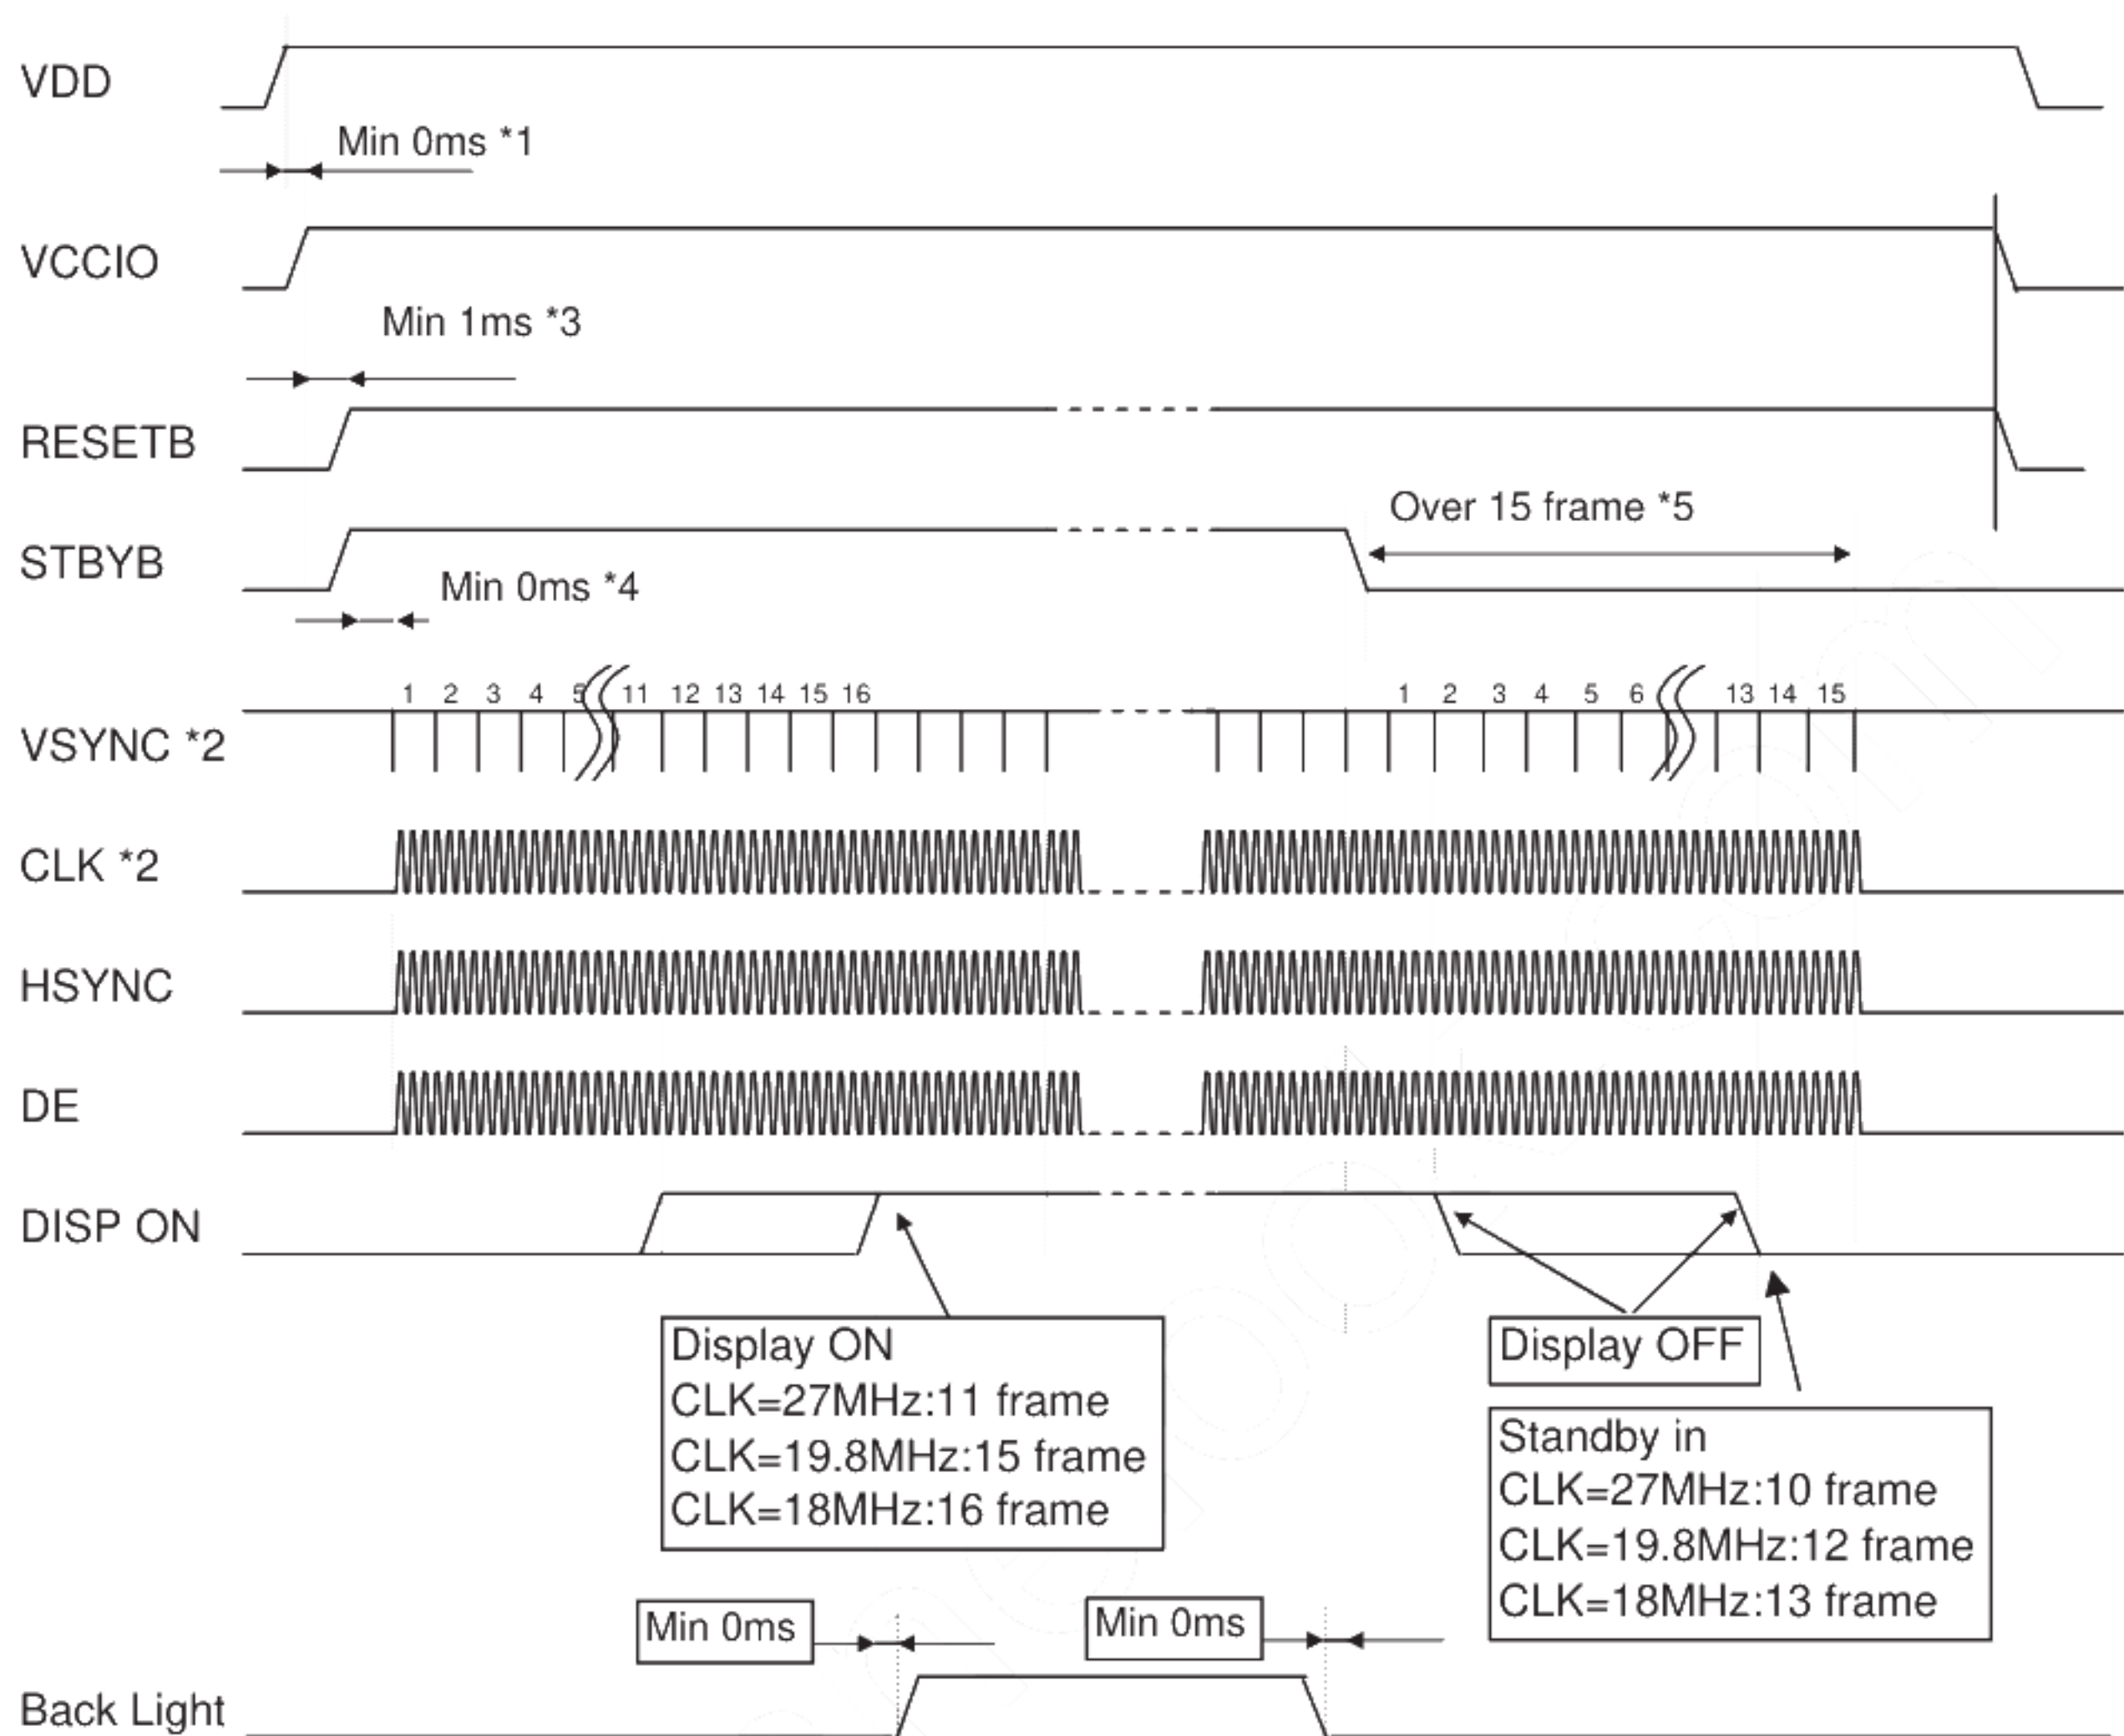 VDD
Min 0ms *1
VCCIO
Min 1ms *3
RESETB
Over 15 frame *5
STBYB
Min 0ms *4
1 2 3 4 5 11 12 13 14 15 16 1 2 3 4 5 6 13 14 15
VSYNC *2
CLK *2
HSYNC
DE
DISP ON
Display ON
CLK=27MHz:11 frame
CLK=19.8MHz:15 frame
CLK=18MHz:16 frame
Display OFF
Standby in
CLK=27MHz:10 frame
CLK=19.8MHz:12 frame
CLK=18MHz:13 frame
Min 0ms
Min 0ms
Back Light